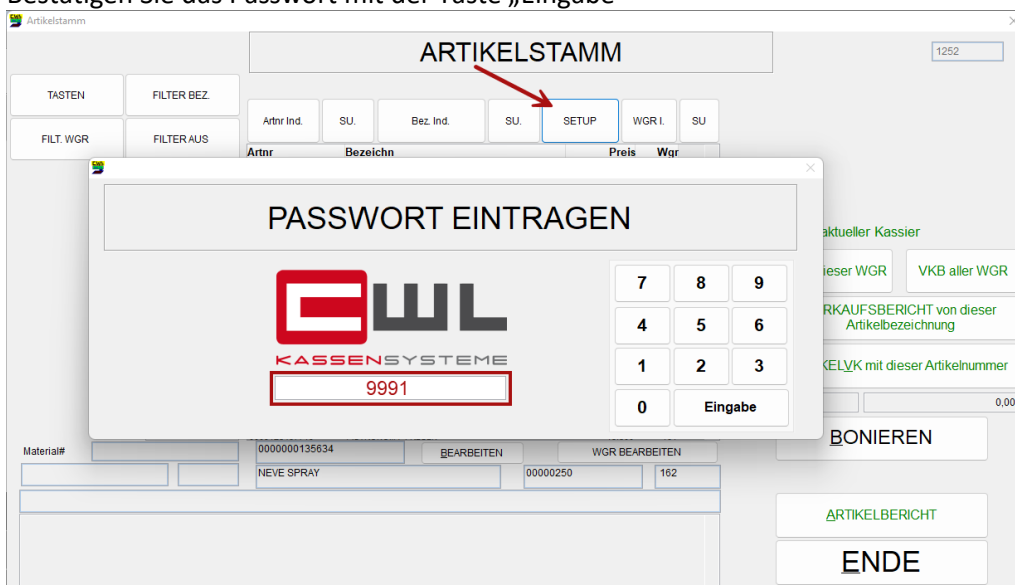 Bestätigen Sie das Passwort mit der Taste „Eingabe“
Artikelstamm
ARTIKELSTAMM
1252
TASTEN
FILTER BEZ.
FILT. WGR
FILTER AUS
Artnr Ind.
SU.
Bez. Ind.
SU.
SETUP
WGR I.
SU
Artnr Bezeichn Preis Wgr
PASSWORT EINTRAGEN
CWL
KASSENSYSTEME
9991
7 8 9
4 5 6
1 2 3
0 Eingabe
aktueller Kassier
ieser WGR
VKB aller WGR
RKAUFSBERICHT von dieser
Artikelbezeichnung
KELVK mit dieser Artikelnummer
0,00
BONIEREN
Material#
0000000135634
BEARBEITEN
WGR BEARBEITEN
NEVE SPRAY
00000250
162
ARTIKELBERICHT
ENDE